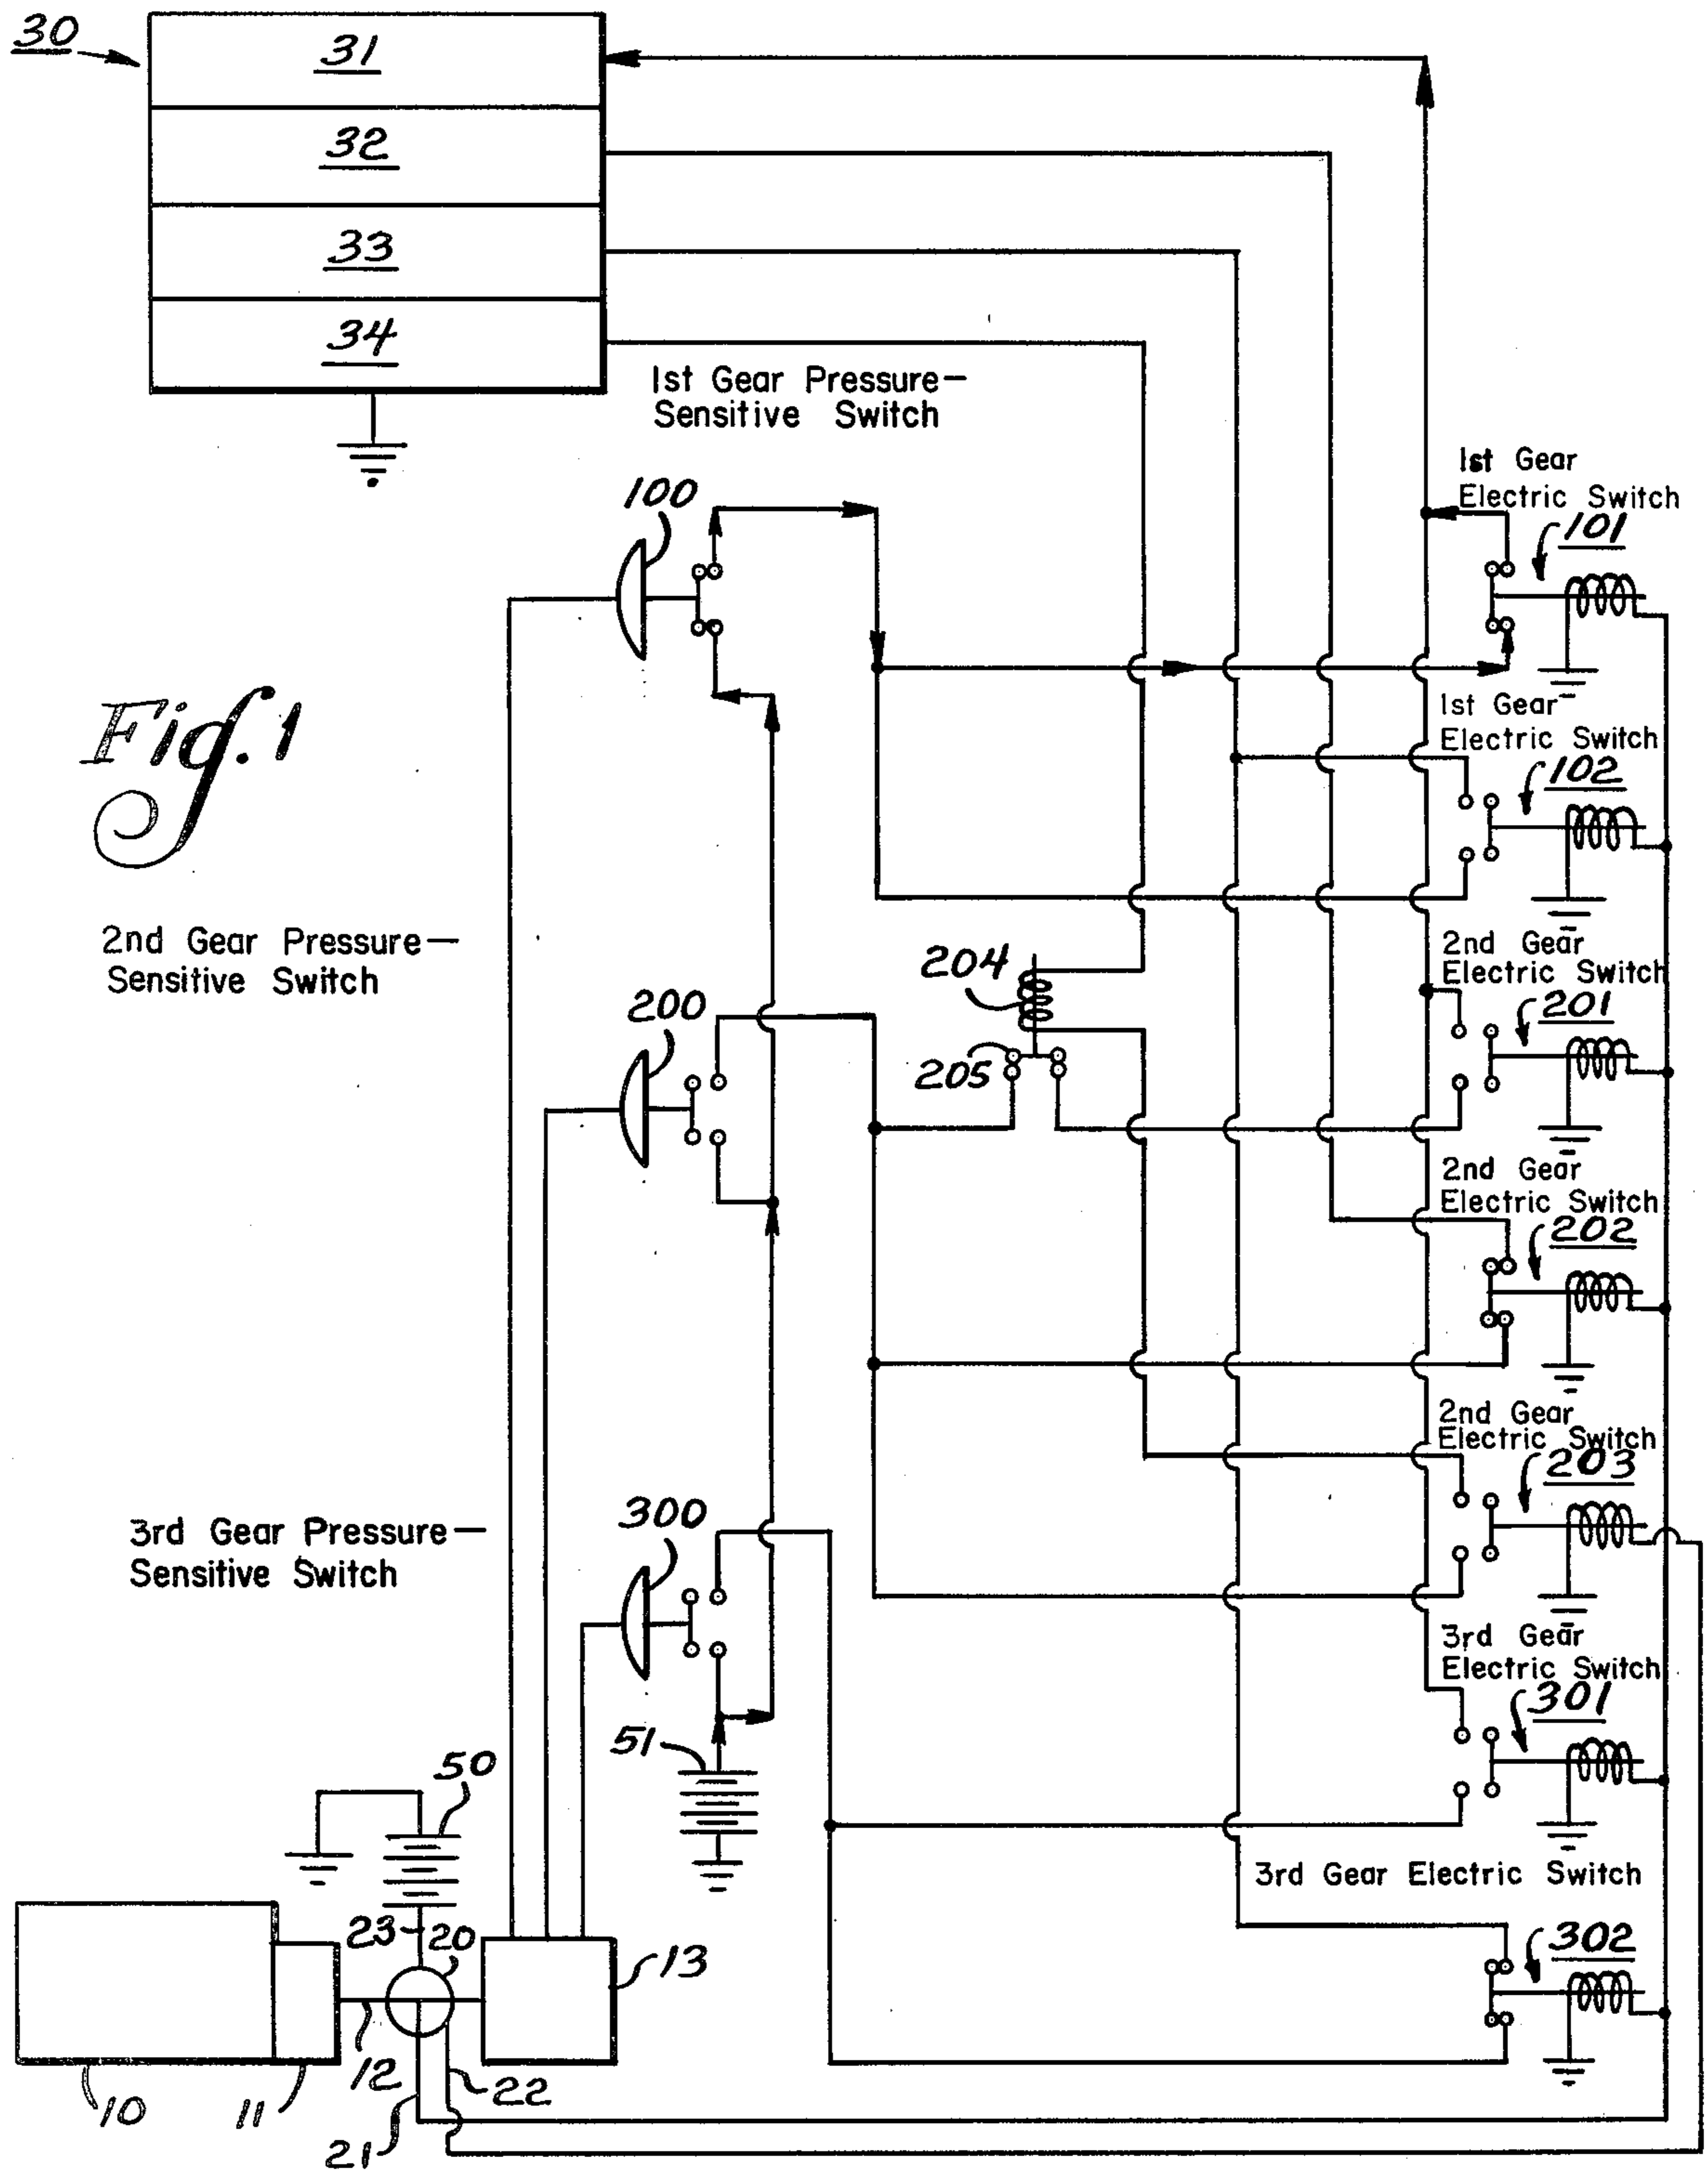 30
31
32
33
34
1st Gear Pressure—
Sensitive Switch
1st Gear
Electric Switch
100
101
Fig. 1
1st Gear
Electric Switch
102
2nd Gear Pressure—
Sensitive Switch
204
2nd Gear
Electric Switch
200
201
205
2nd Gear
Electric Switch
202
2nd Gear
Electric Switch
203
3rd Gear Pressure—
Sensitive Switch
300
3rd Gear
Electric Switch
301
51
50
3rd Gear Electric Switch
23
20
13
302
12
22
10
11
21